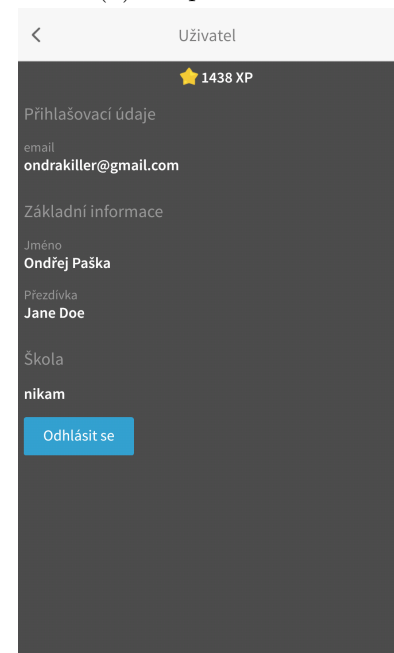 Uživatel
1438 XP
Přihlašovací údaje
email
ondrakiller@gmail.com
Základní informace
Jméno
Ondřej Paška
Přezdívka
Jane Doe
Škola
nikam
Odhlásit se